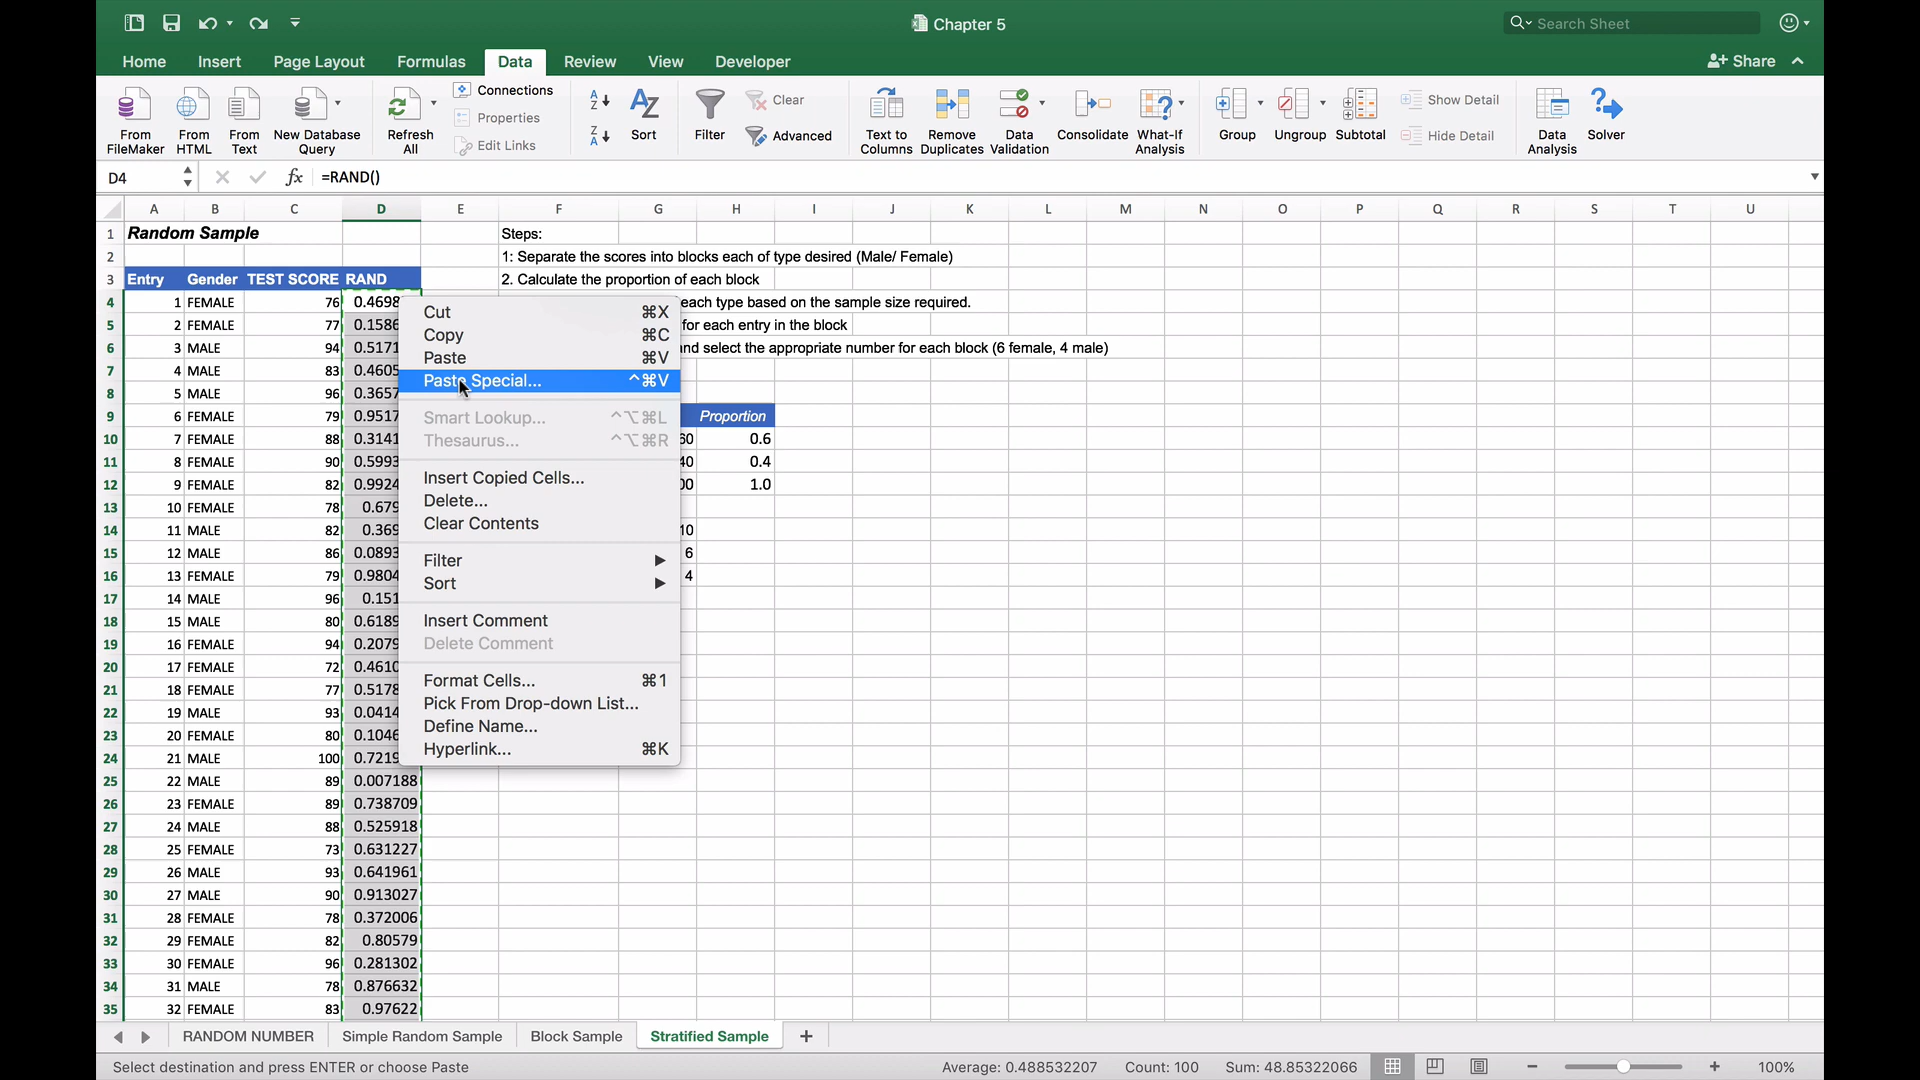 Chapter 5
Search Sheet
Home Insert Page Layout Formulas Data Review View Developer Share
From FileMaker
From HTML
From Text
New Database Query
Refresh All
Connections
Properties
Edit Links
Sort
Filter
Clear
Advanced
Text to Columns
Remove Duplicates
Data Validation
Consolidate
What-If Analysis
Group
Ungroup
Subtotal
Show Detail
Hide Detail
Data Analysis
Solver
D4 fx =RAND()
A B C D E F G H I J K L M N O P Q R S T U
1 Random Sample Steps:
2 1: Separate the scores into blocks each of type desired (Male/ Female)
3 Entry Gender TEST SCORE RAND 2. Calculate the proportion of each block
4 1 FEMALE 76 0.4698 each type based on the sample size required.
5 2 FEMALE 77 0.1586 for each entry in the block
6 3 MALE 94 0.5171 nd select the appropriate number for each block (6 female, 4 male)
7 4 MALE 83 0.4605
8 5 MALE 96 0.3657
9 6 FEMALE 79 0.9517 Proportion
10 7 FEMALE 88 0.3141 60 0.6
11 8 FEMALE 90 0.5993 40 0.4
12 9 FEMALE 82 0.9924 00 1.0
13 10 FEMALE 78 0.679
14 11 MALE 82 0.369 10
15 12 MALE 86 0.0893 6
16 13 FEMALE 79 0.9804 4
17 14 MALE 96 0.151
18 15 MALE 80 0.6189
19 16 FEMALE 94 0.2079
20 17 FEMALE 72 0.4610
21 18 FEMALE 77 0.5178
22 19 MALE 93 0.0414
23 20 FEMALE 80 0.1046
24 21 MALE 100 0.7219
25 22 MALE 89 0.007188
26 23 FEMALE 89 0.738709
27 24 MALE 88 0.525918
28 25 FEMALE 73 0.631227
29 26 MALE 93 0.641961
30 27 MALE 90 0.913027
31 28 FEMALE 78 0.372006
32 29 FEMALE 82 0.80579
33 30 FEMALE 96 0.281302
34 31 MALE 78 0.876632
35 32 FEMALE 83 0.97622
Cut ⌘X
Copy ⌘C
Paste ⌘V
Paste Special... ^⌘V
Smart Lookup... ^⌥⌘L
Thesaurus... ^⌥⌘R
Insert Copied Cells...
Delete...
Clear Contents
Filter
Sort
Insert Comment
Delete Comment
Format Cells... ⌘1
Pick From Drop-down List...
Define Name...
Hyperlink... ⌘K
RANDOM NUMBER Simple Random Sample Block Sample Stratified Sample +
Select destination and press ENTER or choose Paste Average: 0.488532207 Count: 100 Sum: 48.85322066 100%